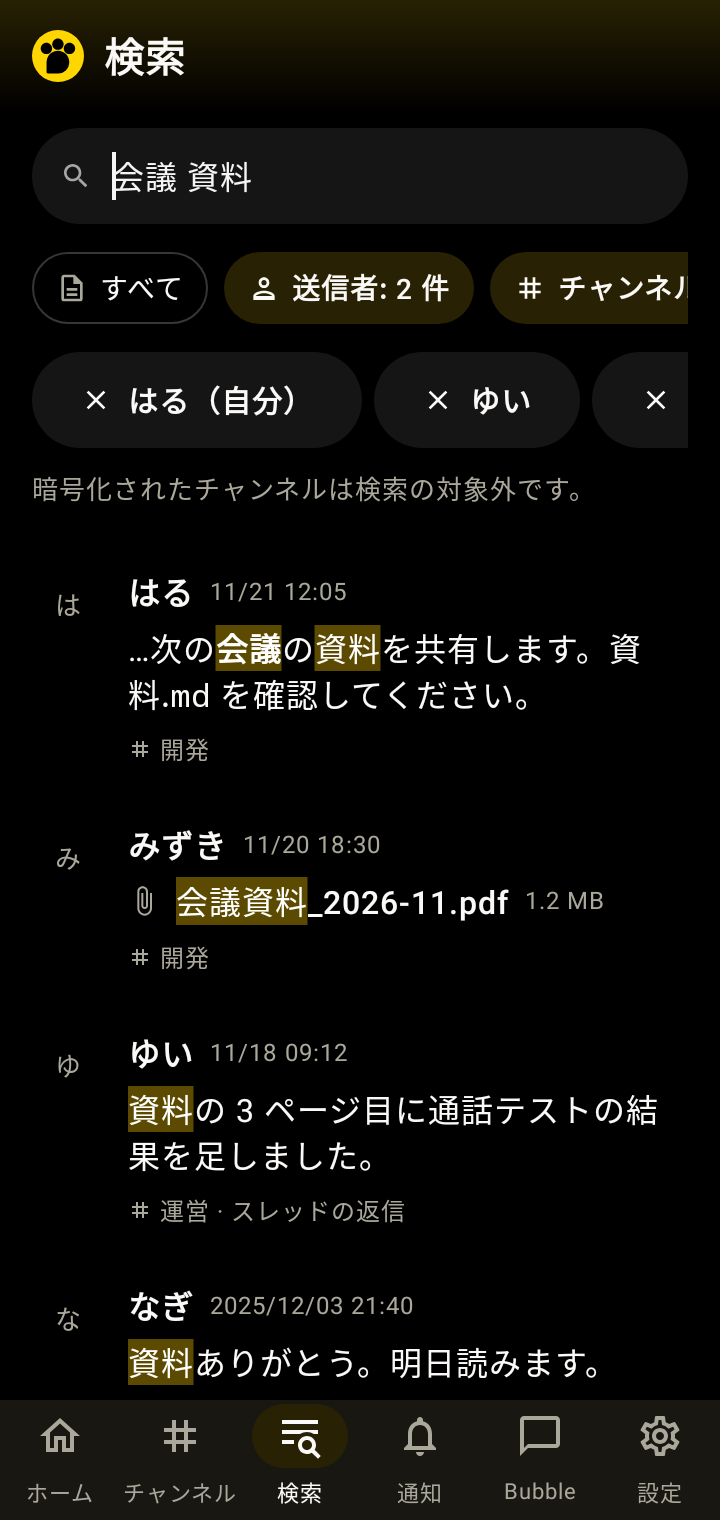 検索
会議 資料
すべて
送信者: 2 件
チャンネル
はる（自分）
ゆい
暗号化されたチャンネルは検索の対象外です。
は
はる 11/21 12:05
…次の会議の資料を共有します。資
料.md を確認してください。
# 開発
み
みずき 11/20 18:30
会議資料_2026-11.pdf 1.2 MB
# 開発
ゆ
ゆい 11/18 09:12
資料の 3 ページ目に通話テストの結
果を足しました。
# 運営 · スレッドの返信
な
なぎ 2025/12/03 21:40
資料ありがとう。明日読みます。
ホーム
チャンネル
検索
通知
Bubble
設定